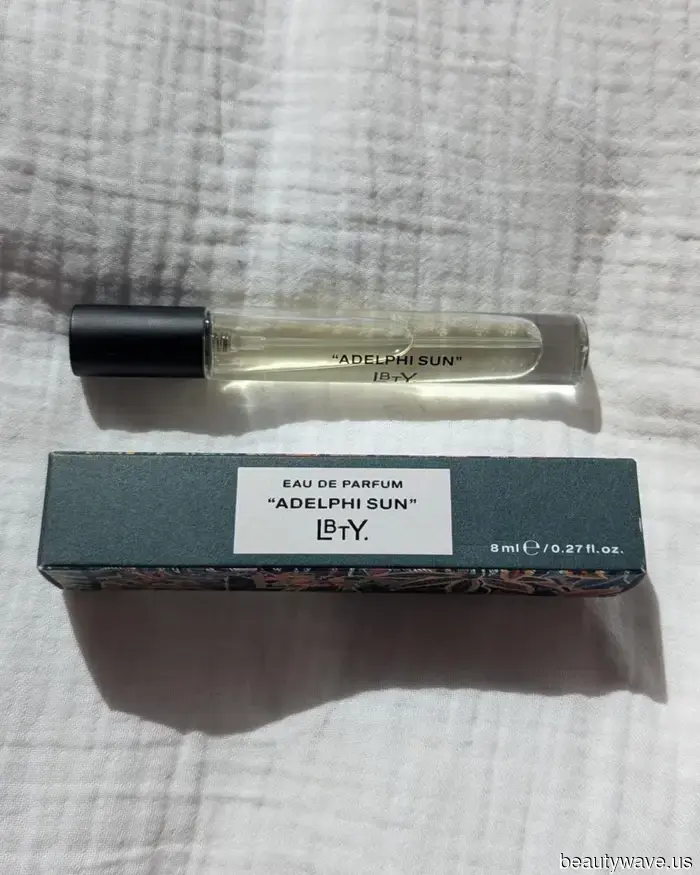 “ADELPHI SUN”
LBTY
EAU DE PARFUM
“ADELPHI SUN”
LBTY.
8 ml ℮ / 0.27 fl. oz.
beautywave.us